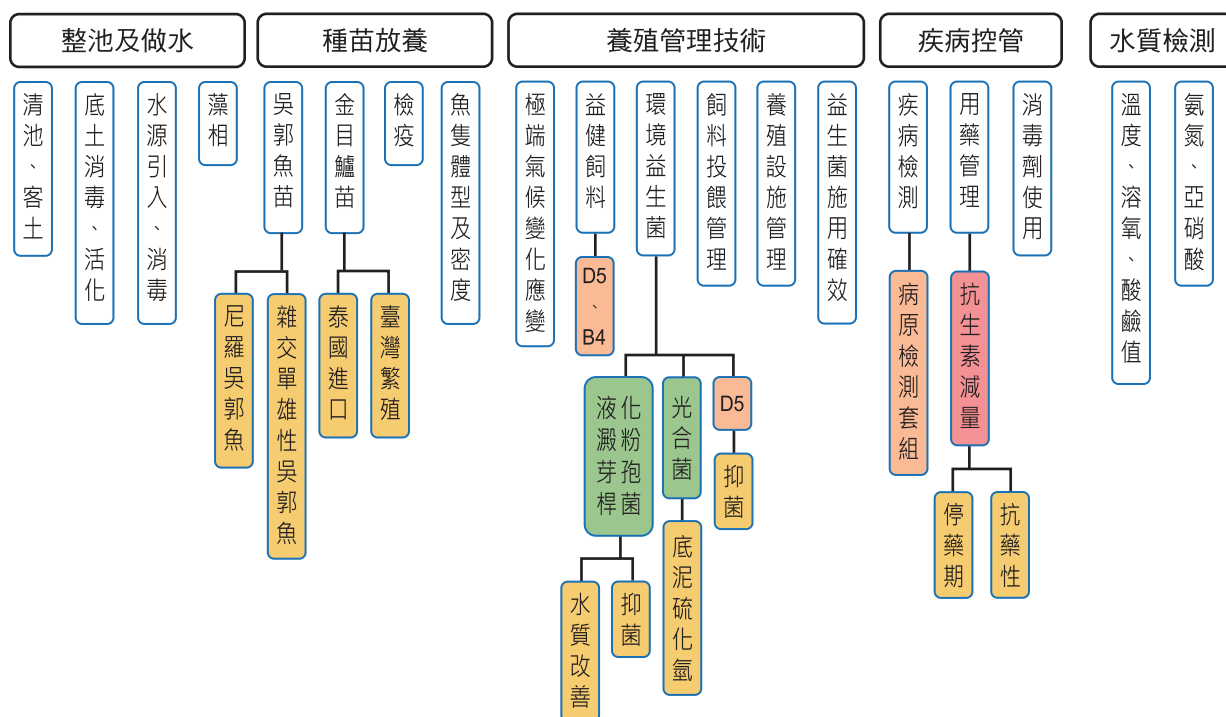 整池及做水
清池、客土
底土消毒、活化
水源引入、消毒
藻相
種苗放養
吳郭魚苗
尼羅吳郭魚
雜交單雄性吳郭魚
金目鱸苗
泰國進口
臺灣繁殖
檢疫
魚隻體型及密度
養殖管理技術
極端氣候變化應變
益健飼料
D5、B4
環境益生菌
液化
澱粉
芽孢
桿菌
水質改善
抑菌
光合菌
底泥硫化氫
D5
抑菌
飼料投餵管理
養殖設施管理
益生菌施用確效
疾病控管
疾病檢測
病原檢測套組
用藥管理
抗生素減量
停藥期
抗藥性
消毒劑使用
水質檢測
溫度、溶氧、酸鹼值
氨氮、亞硝酸